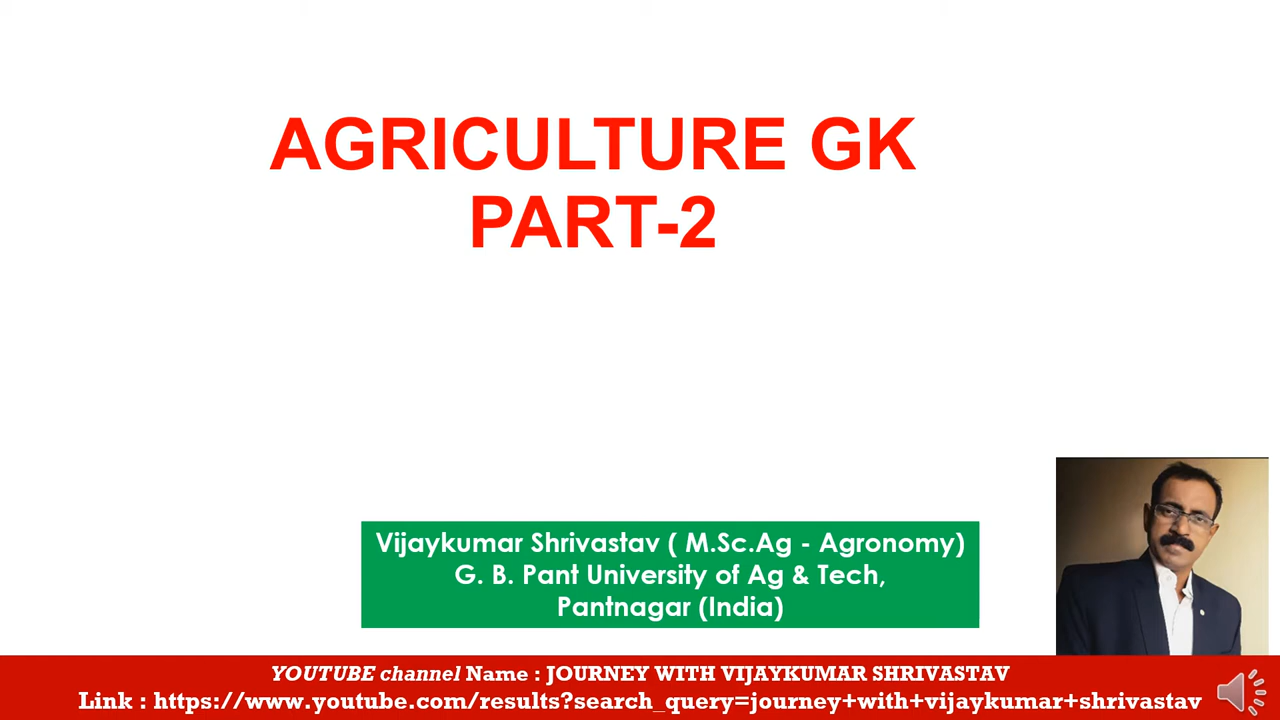 AGRICULTURE GK
PART-2
Vijaykumar Shrivastav ( M.Sc.Ag - Agronomy)
G. B. Pant University of Ag & Tech,
Pantnagar (India)
YOUTUBE channel Name : JOURNEY WITH VIJAYKUMAR SHRIVASTAV
Link : https://www.youtube.com/results?search_query=journey+with+vijaykumar+shrivastav